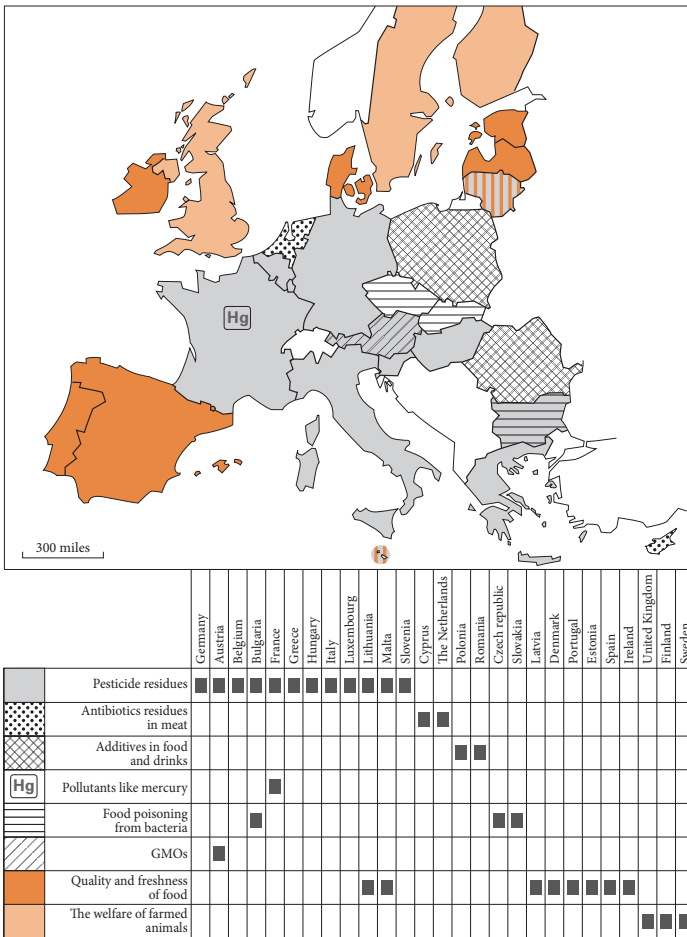 Hg
300 miles
Germany
Austria
Belgium
Bulgaria
France
Greece
Hungary
Italy
Luxembourg
Lithuania
Malta
Slovenia
Cyprus
The Netherlands
Polonia
Romania
Czech republic
Slovakia
Latvia
Denmark
Portugal
Estonia
Spain
Ireland
United Kingdom
Finland
Sweden
Pesticide residues
Antibiotics residues
in meat
Additives in food
and drinks
Hg
Pollutants like mercury
Food poisoning
from bacteria
GMOs
Quality and freshness
of food
The welfare of farmed
animals